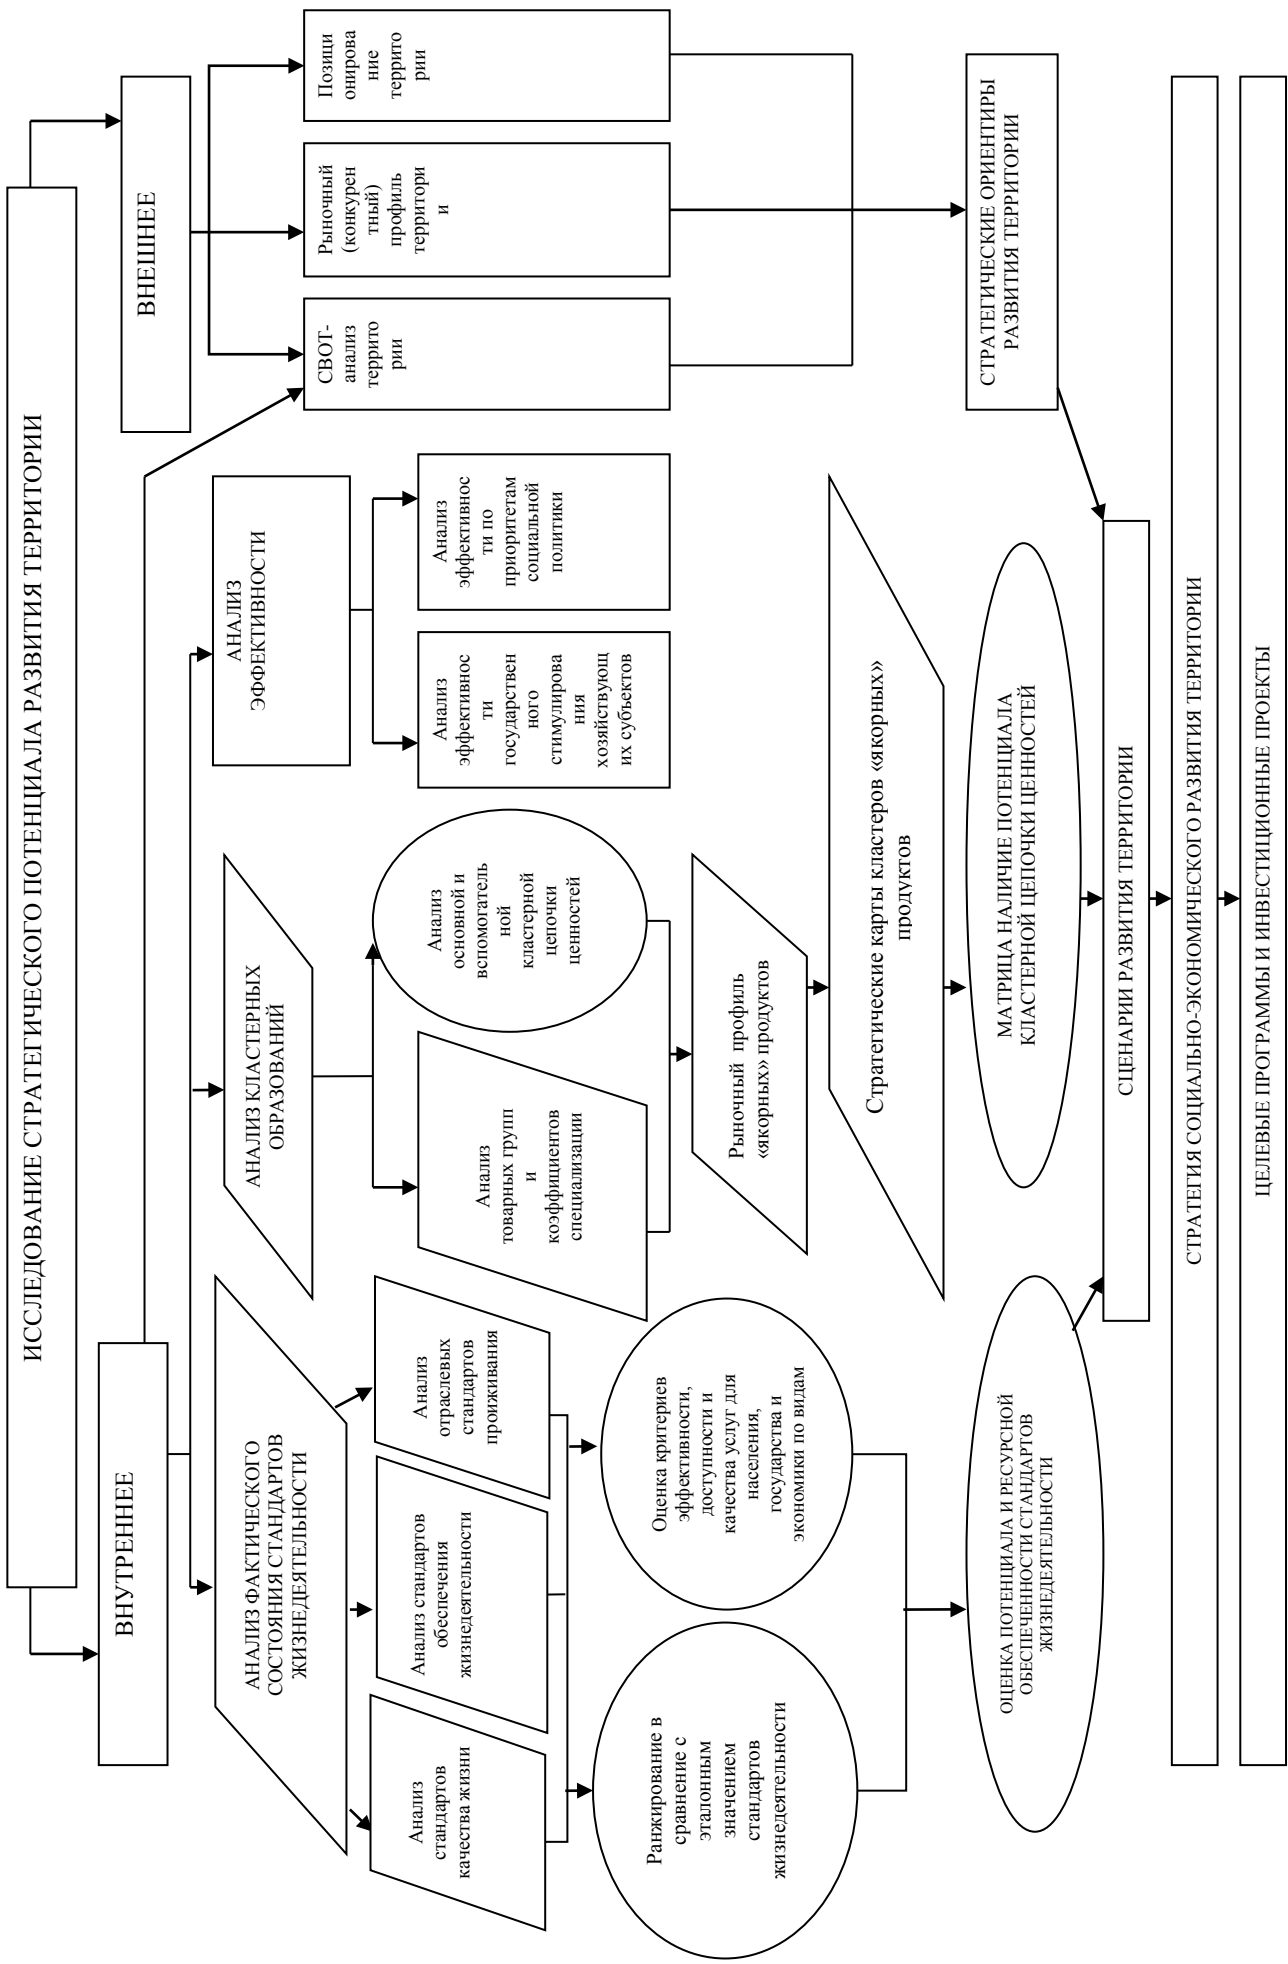 ИССЛЕДОВАНИЕ СТРАТЕГИЧЕСКОГО ПОТЕНЦИАЛА РАЗВИТИЯ ТЕРРИТОРИИ
ВНУТРЕННЕЕ
ВНЕШНЕЕ
АНАЛИЗ ФАКТИЧЕСКОГО
СОСТОЯНИЯ СТАНДАРТОВ
ЖИЗНЕДЕЯТЕЛЬНОСТИ
АНАЛИЗ КЛАСТЕРНЫХ
ОБРАЗОВАНИЙ
АНАЛИЗ
ЭФФЕКТИВНОСТИ
СВОТ-
анализ
террито
рии
Рыночный
(конкурен
тный)
профиль
территори
и
Позици
онирова
ние
террито
рии
Анализ
стандартов
качества жизни
Анализ стандартов
обеспечения
жизнедеятельности
Анализ
отраслевых
стандартов
проиживания
Анализ
товарных групп
и
коэффициентов
специализации
Анализ
основной и
вспомогатель
ной
кластерной
цепочки
ценностей
Анализ
эффективнос
ти
государствен
ного
стимулирова
ния
хозяйствующ
их субъектов
Анализ
эффективнос
ти по
приоритетам
социальной
политики
Ранжирование в
сравнение с
эталонным
значением
стандартов
жизнедеятельности
Оценка критериев
эффективности,
доступности и
качества услуг для
населения,
государства и
экономики по видам
Рыночный профиль
«якорных» продуктов
Стратегические карты кластеров «якорных»
продуктов
ОЦЕНКА ПОТЕНЦИАЛА И РЕСУРСНОЙ
ОБЕСПЕЧЕННОСТИ СТАНДАРТОВ
ЖИЗНЕДЕЯТЕЛЬНОСТИ
МАТРИЦА НАЛИЧИЕ ПОТЕНЦИАЛА
КЛАСТЕРНОЙ ЦЕПОЧКИ ЦЕННОСТЕЙ
СТРАТЕГИЧЕСКИЕ ОРИЕНТИРЫ
РАЗВИТИЯ ТЕРРИТОРИИ
СЦЕНАРИИ РАЗВИТИЯ ТЕРРИТОРИИ
СТРАТЕГИЯ СОЦИАЛЬНО-ЭКОНОМИЧЕСКОГО РАЗВИТИЯ ТЕРРИТОРИИ
ЦЕЛЕВЫЕ ПРОГРАММЫ И ИНВЕСТИЦИОННЫЕ ПРОЕКТЫ